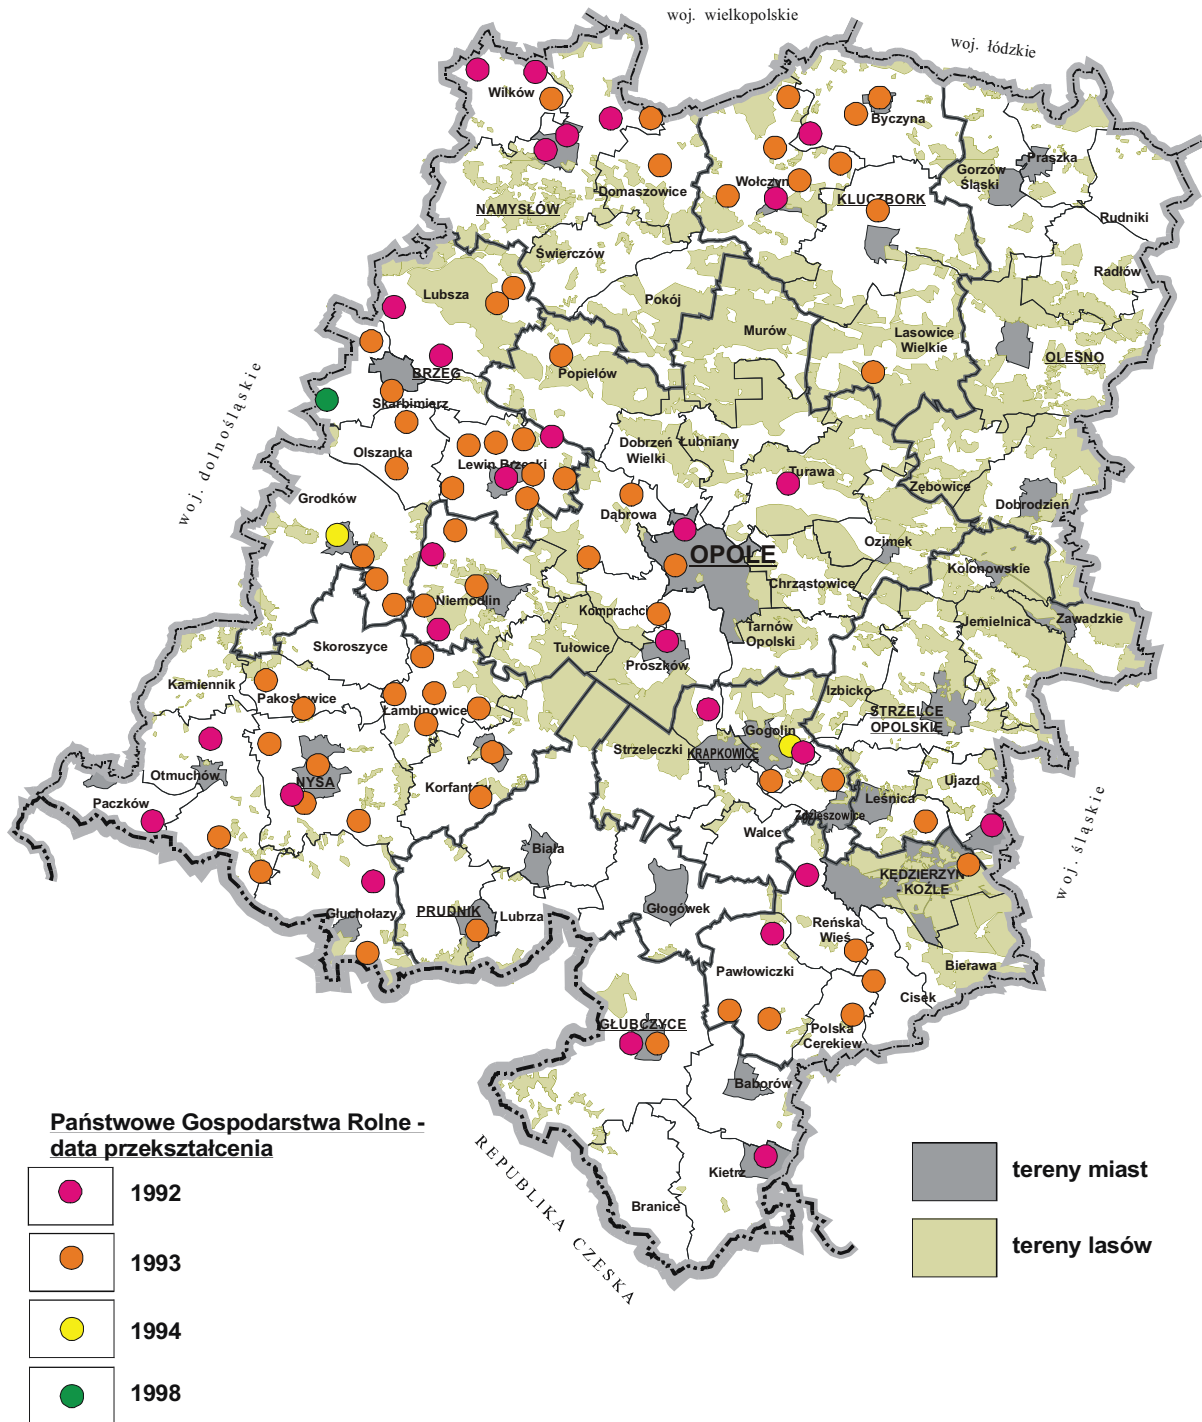 woj. wielkopolskie
woj. łódzkie
Wilków
Byczyna
Praszka
Gorzów
Śląski
Domaszowice
Wołczyn
KLUCZBORK
NAMYSŁÓW
Rudniki
Świerczów
Radłów
Lubsza
Pokój
Murów
Lasowice
Wielkie
OLESNO
BRZEG
Popielów
Skarbimierz
woj. dolnośląskie
Olszanka
Lewin Brzeski
Dobrzeń
Wielki
Łubniany
Turawa
Zębowice
Dobrodzień
Grodków
Dąbrowa
OPOLE
Ozimek
Kolonowskie
Chrząstowice
Niemodlin
Komprachcice
Tarnów
Opolski
Jemielnica
Zawadzkie
Skoroszyce
Tułowice
Prószków
Kamiennik
Pakosławice
Łambinowice
Izbicko
STRZELCE
OPOLSKIE
Gogolin
Strzeleczki
KRAPKOWICE
Otmuchów
NYSA
Korfantów
Ujazd
Leśnica
Paczków
Zdzieszowice
Walce
woj. śląskie
Biała
KĘDZIERZYN
- KOŹLE
Głuchołazy
PRUDNIK
Lubrza
Głogówek
Reńska
Wieś
Bierawa
Pawłowiczki
Cisek
GŁUBCZYCE
Polska
Cerekiew
Baborów
Kietrz
Branice
REPUBLIKA CZESKA
Państwowe Gospodarstwa Rolne -
data przekształcenia
1992
1993
1994
1998
tereny miast
tereny lasów